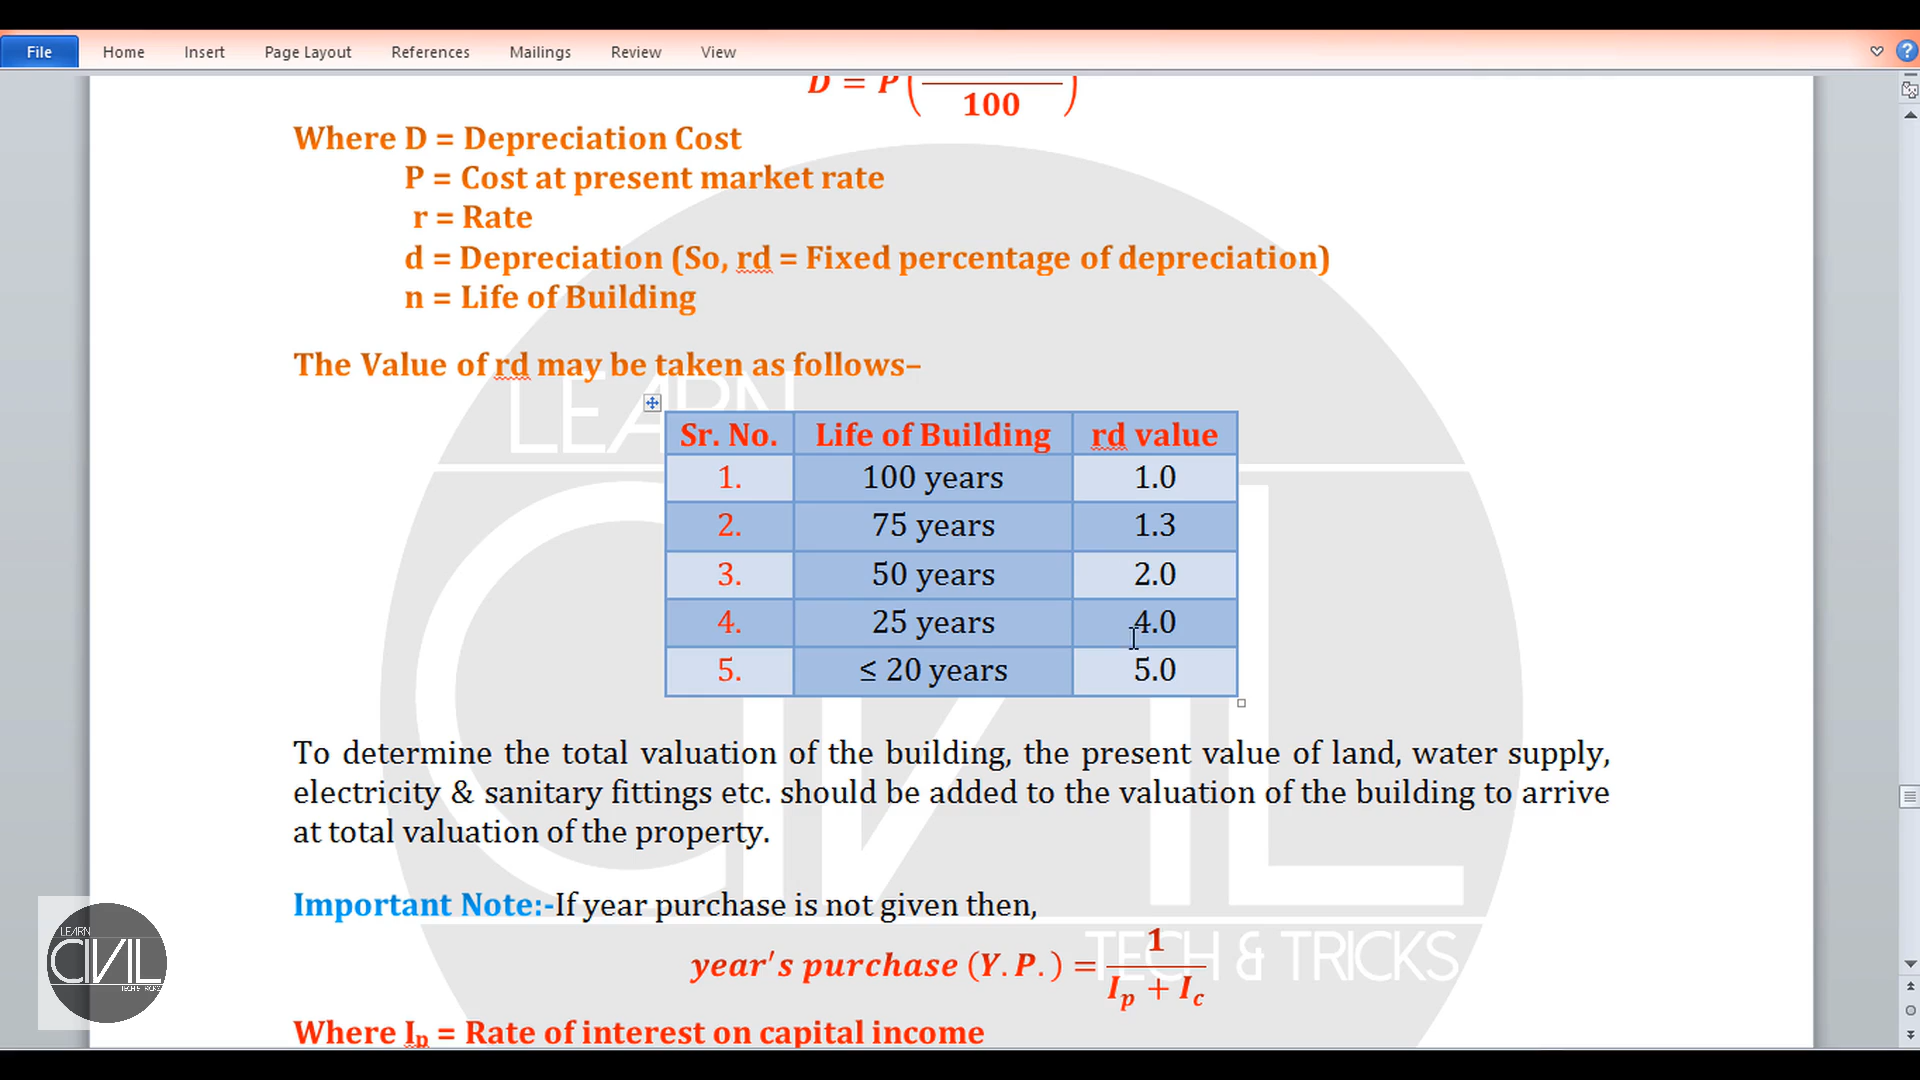 File Home Insert Page Layout References Mailings Review View
D = P ( 100 )
Where D = Depreciation Cost
P = Cost at present market rate
r = Rate
d = Depreciation (So, rd = Fixed percentage of depreciation)
n = Life of Building
The Value of rd may be taken as follows–
Sr. No. Life of Building rd value
1. 100 years 1.0
2. 75 years 1.3
3. 50 years 2.0
4. 25 years 4.0
5. ≤ 20 years 5.0
To determine the total valuation of the building, the present value of land, water supply,
electricity & sanitary fittings etc. should be added to the valuation of the building to arrive
at total valuation of the property.
Important Note:-If year purchase is not given then,
year's purchase (Y. P.) = 1 / (Ip + Ic)
Where Ip = Rate of interest on capital income
LEARN
CIVIL
TECH & TRICKS
LEARN
CIVIL
TECH & TRICKS